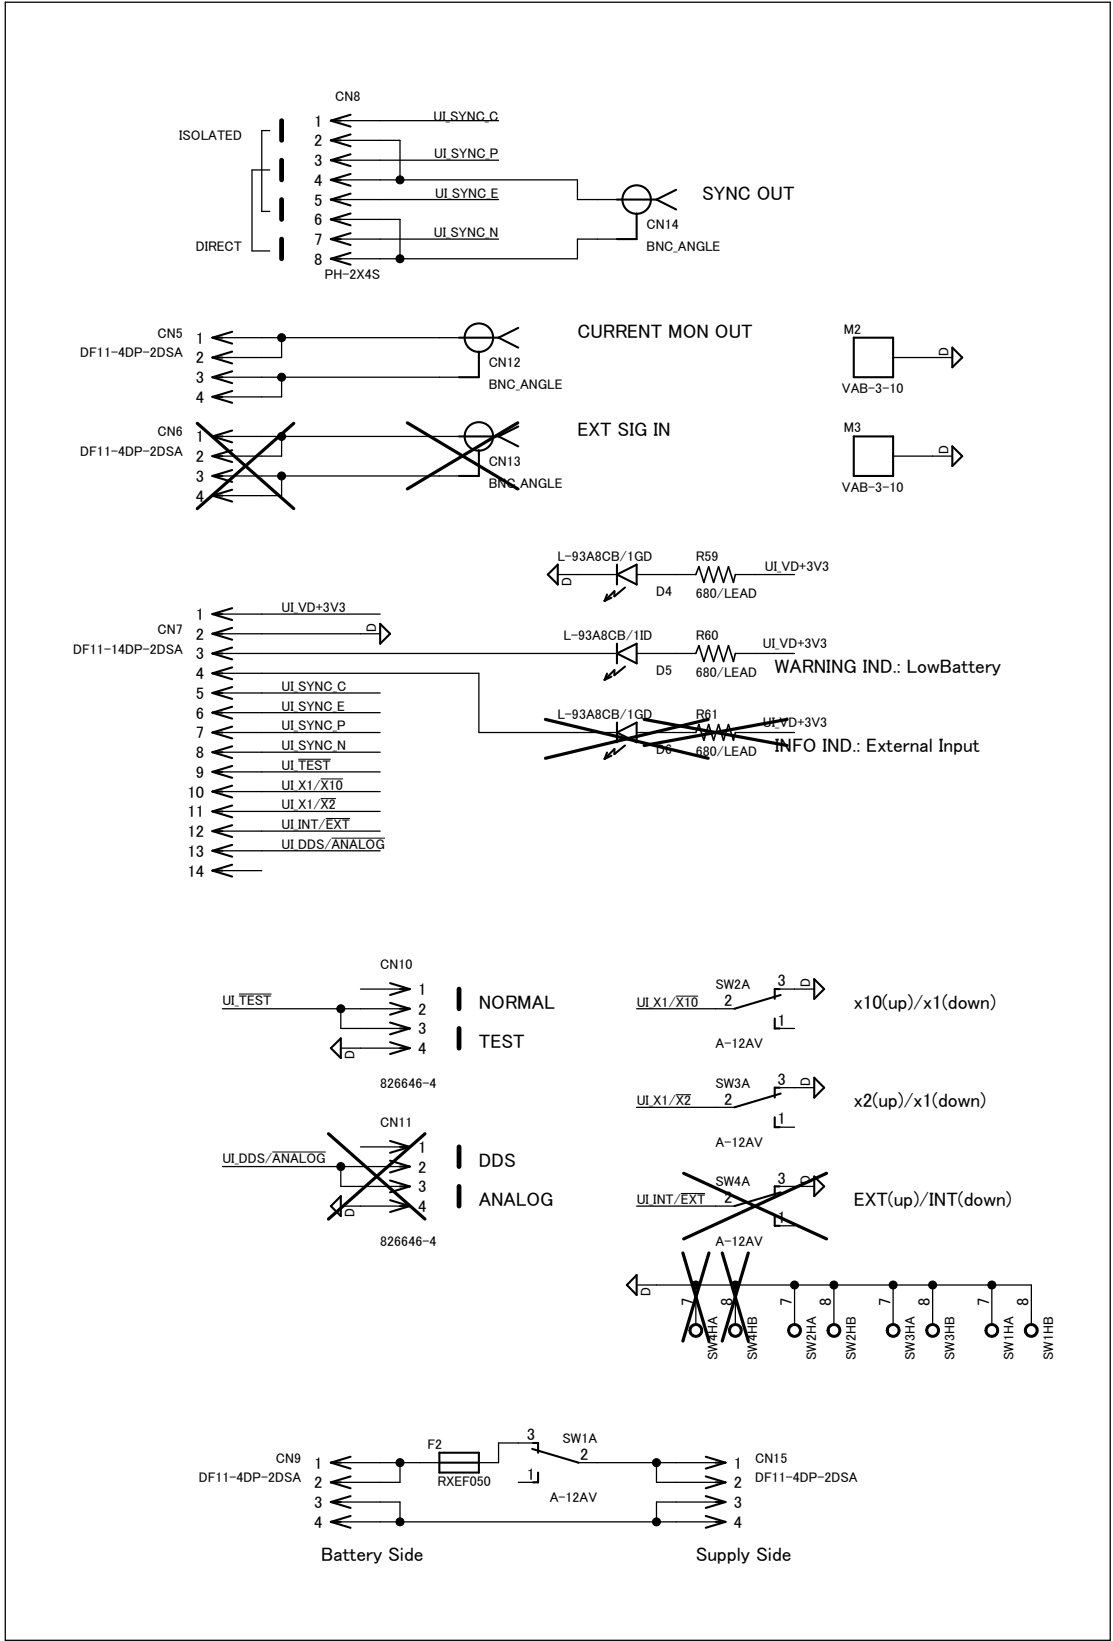 CN8
1 UI_SYNC_C
ISOLATED 2
3 UI_SYNC_P
4
5 UI_SYNC_E SYNC OUT
6 CN14
DIRECT 7 UI_SYNC_N BNC_ANGLE
8
PH-2X4S
CN5 1 CURRENT MON OUT M2
DF11-4DP-2DSA 2
3 CN12 D
4 BNC_ANGLE VAB-3-10
CN6 1 EXT SIG IN M3
DF11-4DP-2DSA 2
3 CN13 D
4 BNC_ANGLE VAB-3-10
L-93A8CB/1GD R59 UI_VD+3V3
D D4 680/LEAD
1 UI_VD+3V3
CN7 2 D
DF11-14DP-2DSA 3 L-93A8CB/1ID R60 UI_VD+3V3
D5 680/LEAD WARNING IND.: LowBattery
4
5 UI_SYNC_C
6 UI_SYNC_E
7 UI_SYNC_P L-93A8CB/1GD R61 UI_VD+3V3
8 UI_SYNC_N D6 680/LEAD INFO IND.: External Input
9 UI_TEST
10 UI_X1/X10
11 UI_X1/X2
12 UI_INT/EXT
13 UI_DDS/ANALOG
14
CN10
1
UI_TEST 2 NORMAL
3 TEST
D 4
826646-4
SW2A 3 D
UI_X1/X10 2 x10(up)/x1(down)
1
A-12AV
SW3A 3 D
UI_X1/X2 2 x2(up)/x1(down)
1
A-12AV
CN11
1
UI_DDS/ANALOG 2 DDS
3 ANALOG
D 4
826646-4
SW4A 3 D
UI_INT/EXT 2 EXT(up)/INT(down)
1
A-12AV
D 7 8 7 8 7 8 7 8
SW4HA SW4HB SW2HA SW2HB SW3HA SW3HB SW1HA SW1HB
CN9 1 F2 3 SW1A 2 1 CN15
DF11-4DP-2DSA 2 RXEF050 1 2 DF11-4DP-2DSA
3 A-12AV 3
4 4
Battery Side Supply Side